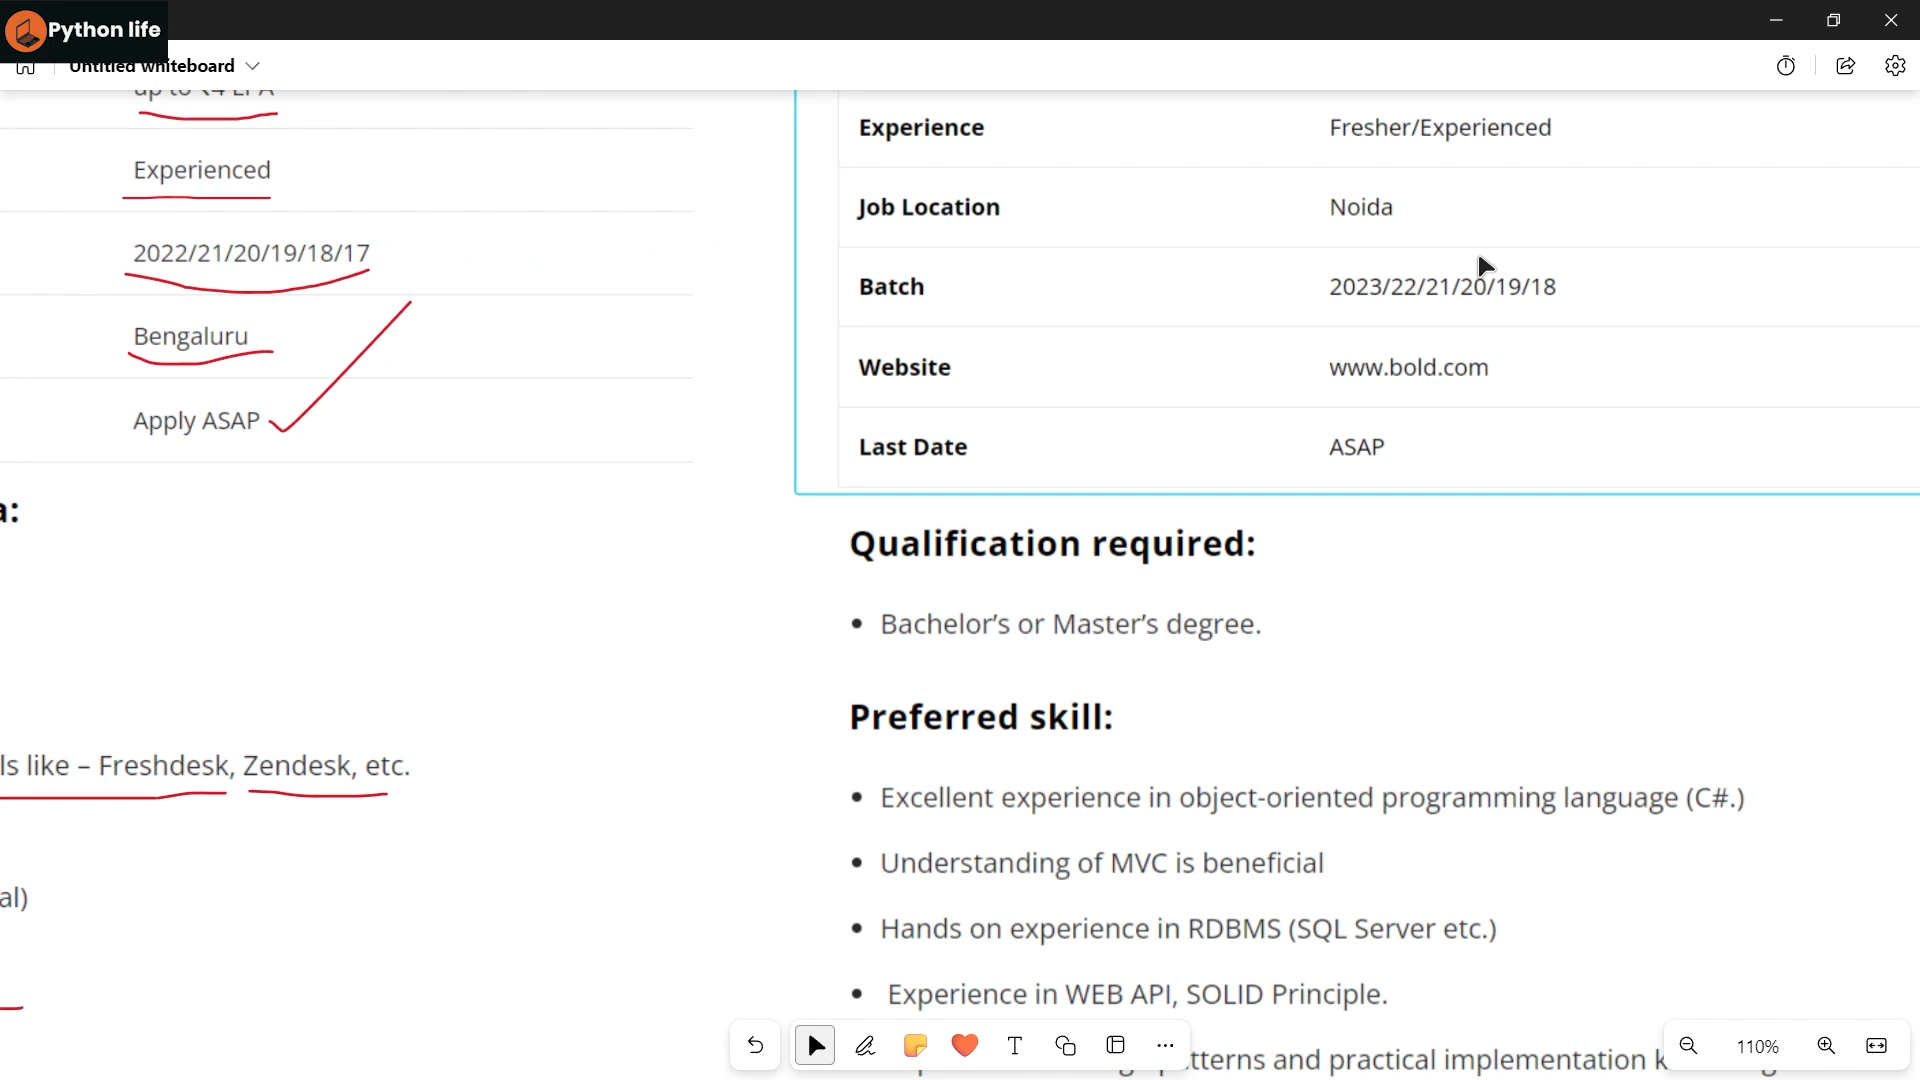 Python life
Untitled whiteboard
up to ₹4 LPA
Experienced
2022/21/20/19/18/17
Bengaluru
Apply ASAP
a:
ls like – Freshdesk, Zendesk, etc.
al)
Experience Fresher/Experienced
Job Location Noida
Batch 2023/22/21/20/19/18
Website www.bold.com
Last Date ASAP
Qualification required:
• Bachelor’s or Master’s degree.
Preferred skill:
• Excellent experience in object-oriented programming language (C#.)
• Understanding of MVC is beneficial
• Hands on experience in RDBMS (SQL Server etc.)
• Experience in WEB API, SOLID Principle.
tterns and practical implementation
110%